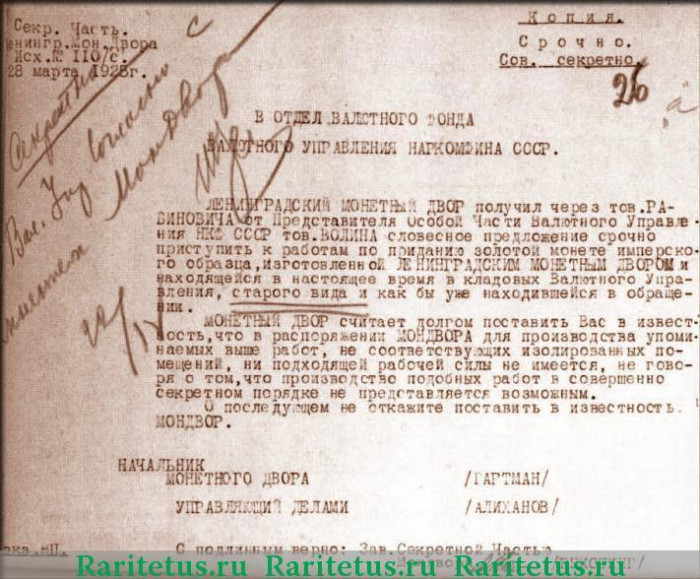 Секр. Часть.
Ленингр.Мон.Двора
Исх.№ 110/с.
28 марта 1925г.
Копия.
Срочно.
Сов. секретно.
26
Секретно
Вал. Упр
В ОТДЕЛ ВАЛЮТНОГО ФОНДА
ВАЛЮТНОГО УПРАВЛЕНИЯ НАРКОМФИНА СССР.
ЛЕНИНГРАДСКИЙ МОНЕТНЫЙ ДВОР получил через тов.РА-
БИНОВИЧА от Представителя Особой Части Валютного Управле-
ния НКФ СССР тов.ВОЛИНА словесное предложение срочно
приступить к работам по приданию золотой монете имперско-
го образца,изготовленной ЛЕНИНГРАДСКИМ МОНЕТНЫМ ДВОРОМ и
находящейся в настоящее время в кладовых Валютного Управ-
ления, старого вида и как бы уже находившейся в обраще-
нии.
МОНЕТНЫЙ ДВОР считает долгом поставить Вас в извест-
ность,что в распоряжении МОНДВОРА для производства упоми-
наемых выше работ, не соответствующих изолированных по-
мещений, ни подходящей рабочей силы не имеется, не гово-
ря о том,что производство подобных работ в совершенно
секретном порядке не представляется возможным.
О последующем не откажите поставить в известность
МОНДВОР.
НАЧАЛЬНИК
МОНЕТНОГО ДВОРА /ГАРТМАН/
УПРАВЛЯЮЩИЙ ДЕЛАМИ /АЛИХАНОВ/
С подлинным верно: Зав.Секретной Частью
Raritetus.ru Raritetus.ru Raritetus.ru